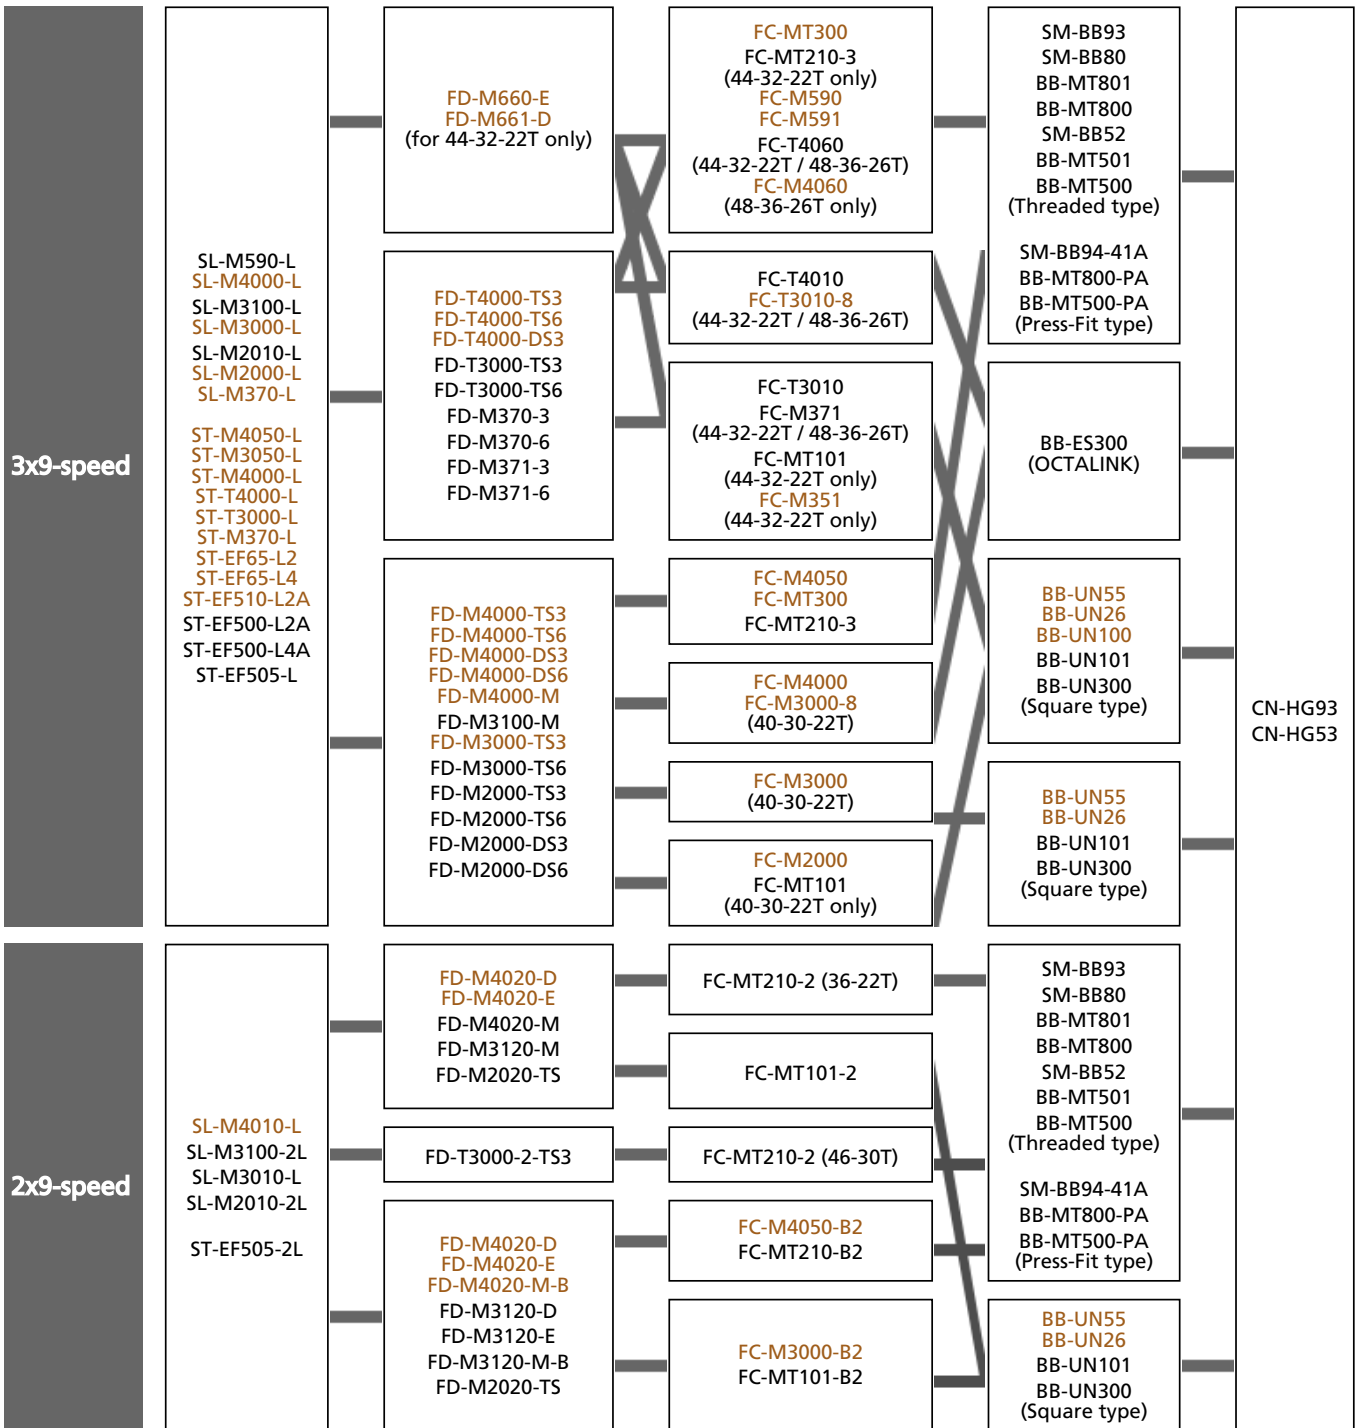 3x9-speed
SL-M590-L
SL-M4000-L
SL-M3100-L
SL-M3000-L
SL-M2010-L
SL-M2000-L
SL-M370-L
ST-M4050-L
ST-M3050-L
ST-M4000-L
ST-T4000-L
ST-T3000-L
ST-M370-L
ST-EF65-L2
ST-EF65-L4
ST-EF510-L2A
ST-EF500-L2A
ST-EF500-L4A
ST-EF505-L
FD-M660-E
FD-M661-D
(for 44-32-22T only)
FD-T4000-TS3
FD-T4000-TS6
FD-T4000-DS3
FD-T3000-TS3
FD-T3000-TS6
FD-M370-3
FD-M370-6
FD-M371-3
FD-M371-6
FD-M4000-TS3
FD-M4000-TS6
FD-M4000-DS3
FD-M4000-DS6
FD-M4000-M
FD-M3100-M
FD-M3000-TS3
FD-M3000-TS6
FD-M2000-TS3
FD-M2000-TS6
FD-M2000-DS3
FD-M2000-DS6
FC-MT300
FC-MT210-3
(44-32-22T only)
FC-M590
FC-M591
FC-T4060
(44-32-22T / 48-36-26T)
FC-M4060
(48-36-26T only)
FC-T4010
FC-T3010-8
(44-32-22T / 48-36-26T)
FC-T3010
FC-M371
(44-32-22T / 48-36-26T)
FC-MT101
(44-32-22T only)
FC-M351
(44-32-22T only)
FC-M4050
FC-MT300
FC-MT210-3
FC-M4000
FC-M3000-8
(40-30-22T)
FC-M3000
(40-30-22T)
FC-M2000
FC-MT101
(40-30-22T only)
SM-BB93
SM-BB80
BB-MT801
BB-MT800
SM-BB52
BB-MT501
BB-MT500
(Threaded type)
SM-BB94-41A
BB-MT800-PA
BB-MT500-PA
(Press-Fit type)
BB-ES300
(OCTALINK)
BB-UN55
BB-UN26
BB-UN100
BB-UN101
BB-UN300
(Square type)
BB-UN55
BB-UN26
BB-UN101
BB-UN300
(Square type)
CN-HG93
CN-HG53
2x9-speed
SL-M4010-L
SL-M3100-2L
SL-M3010-L
SL-M2010-2L
ST-EF505-2L
FD-M4020-D
FD-M4020-E
FD-M4020-M
FD-M3120-M
FD-M2020-TS
FD-T3000-2-TS3
FD-M4020-D
FD-M4020-E
FD-M4020-M-B
FD-M3120-D
FD-M3120-E
FD-M3120-M-B
FD-M2020-TS
FC-MT210-2 (36-22T)
FC-MT101-2
FC-MT210-2 (46-30T)
FC-M4050-B2
FC-MT210-B2
FC-M3000-B2
FC-MT101-B2
SM-BB93
SM-BB80
BB-MT801
BB-MT800
SM-BB52
BB-MT501
BB-MT500
(Threaded type)
SM-BB94-41A
BB-MT800-PA
BB-MT500-PA
(Press-Fit type)
BB-UN55
BB-UN26
BB-UN101
BB-UN300
(Square type)